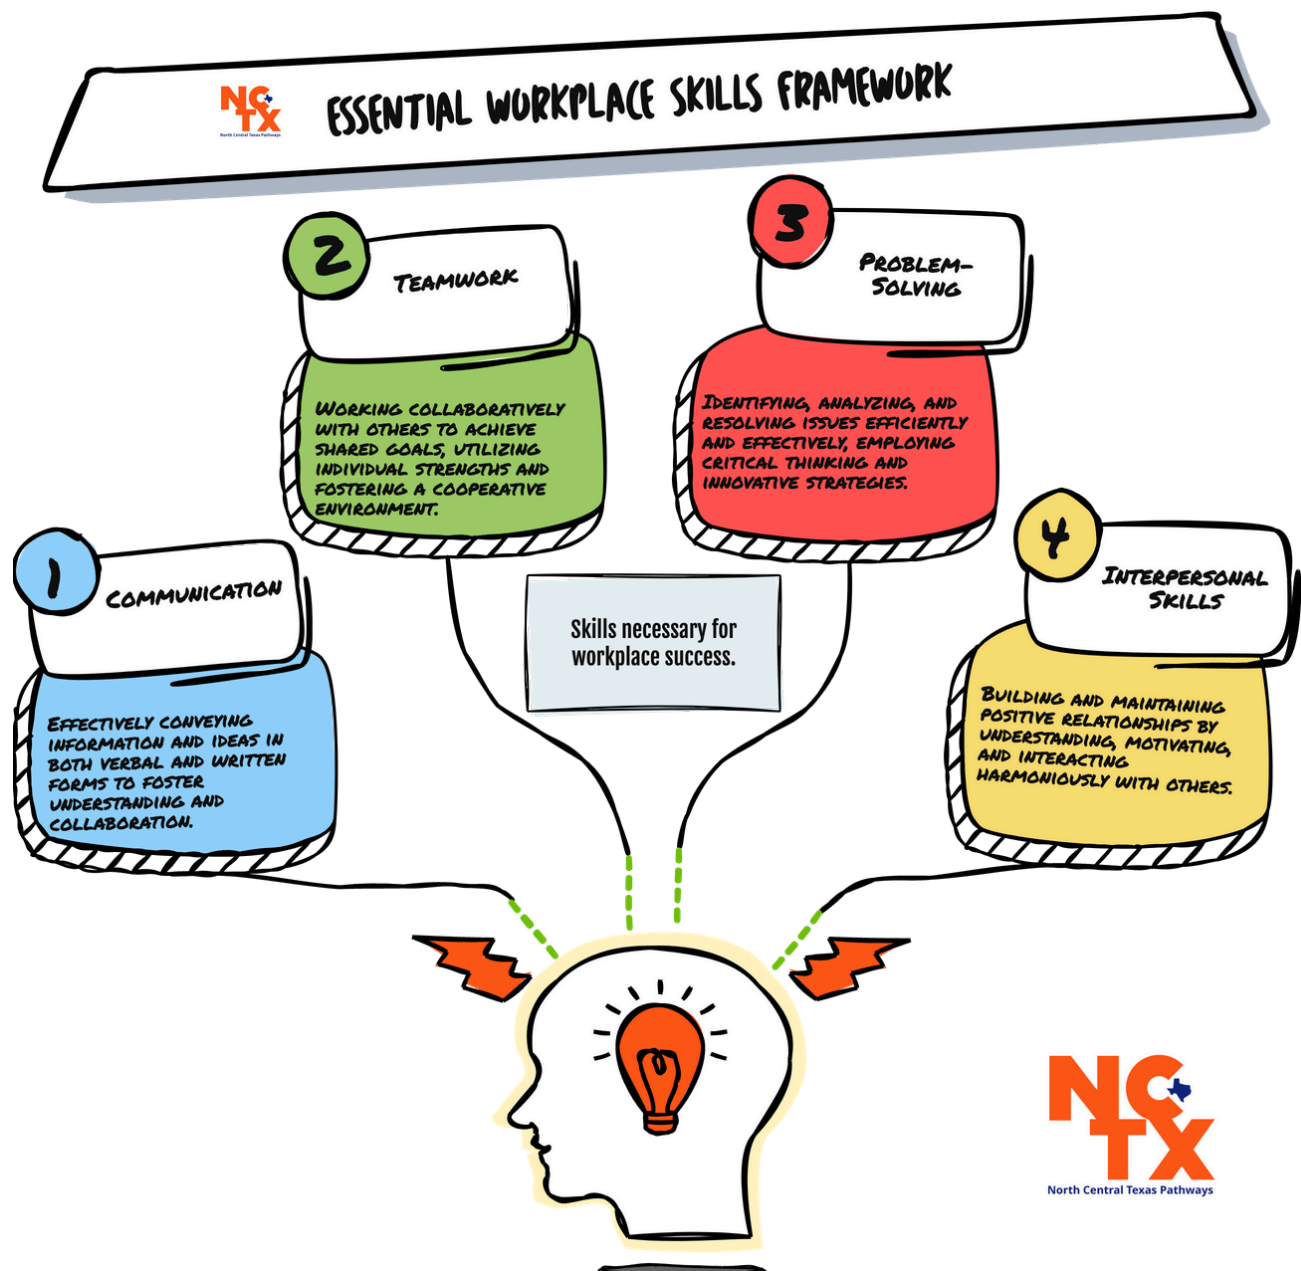 NC
TX
North Central Texas Pathways
ESSENTIAL WORKPLACE SKILLS FRAMEWORK
2
TEAMWORK
WORKING COLLABORATIVELY
WITH OTHERS TO ACHIEVE
SHARED GOALS, UTILIZING
INDIVIDUAL STRENGTHS AND
FOSTERING A COOPERATIVE
ENVIRONMENT.
3
PROBLEM-
SOLVING
IDENTIFYING, ANALYZING, AND
RESOLVING ISSUES EFFICIENTLY
AND EFFECTIVELY, EMPLOYING
CRITICAL THINKING AND
INNOVATIVE STRATEGIES.
1
COMMUNICATION
EFFECTIVELY CONVEYING
INFORMATION AND IDEAS IN
BOTH VERBAL AND WRITTEN
FORMS TO FOSTER
UNDERSTANDING AND
COLLABORATION.
Skills necessary for
workplace success.
4
INTERPERSONAL
SKILLS
BUILDING AND MAINTAINING
POSITIVE RELATIONSHIPS BY
UNDERSTANDING, MOTIVATING,
AND INTERACTING
HARMONIOUSLY WITH OTHERS.
NC
TX
North Central Texas Pathways